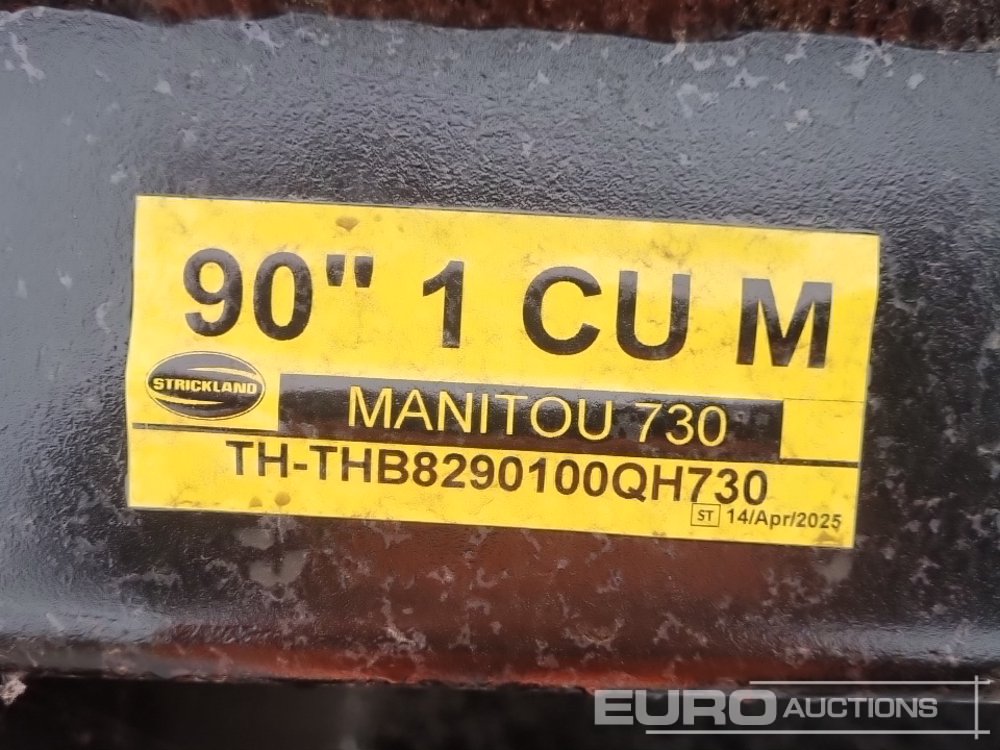 90" 1 CU M
STRICKLAND
MANITOU 730
TH-THB8290100QH730
ST 14/Apr/2025
EURO AUCTIONS